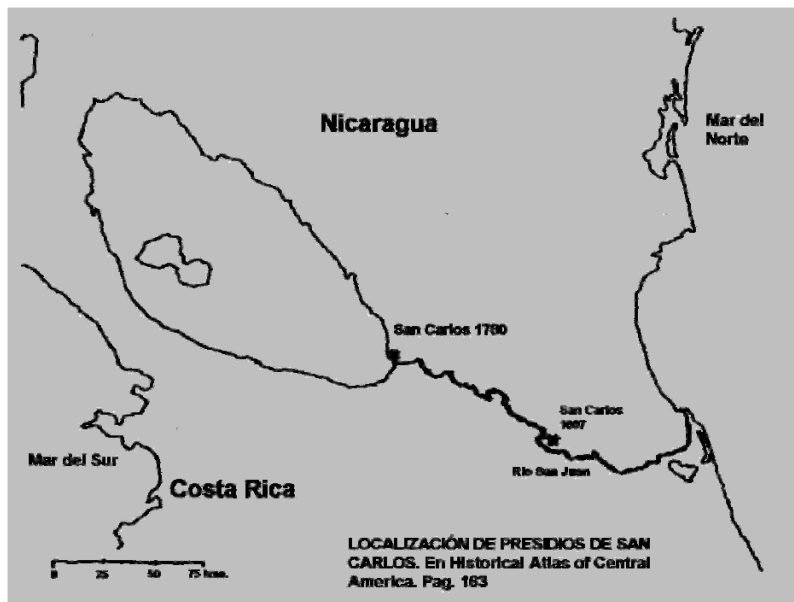 Nicaragua
Mar del
Norte
San Carlos 1780
San Carlos
1667
Rio San Juan
Mar del Sur
Costa Rica
0 25 50 75 kms.
LOCALIZACIÓN DE PRESIDIOS DE SAN
CARLOS. En Historical Atlas of Central
America. Pag. 163